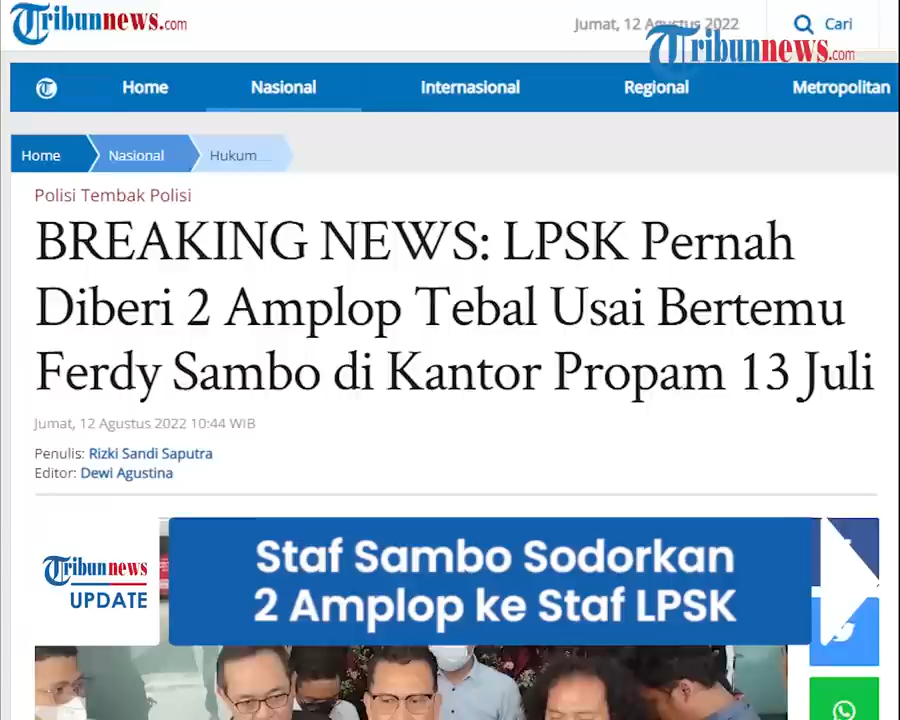 Tribunnews.com
Jumat, 12 Agustus 2022
Cari
Tribunnews.com
Home
Nasional
Internasional
Regional
Metropolitan
Home
Nasional
Hukum
Polisi Tembak Polisi
BREAKING NEWS: LPSK Pernah
Diberi 2 Amplop Tebal Usai Bertemu
Ferdy Sambo di Kantor Propam 13 Juli
Jumat, 12 Agustus 2022 10:44 WIB
Penulis: Rizki Sandi Saputra
Editor: Dewi Agustina
Tribunnews
UPDATE
Staf Sambo Sodorkan
2 Amplop ke Staf LPSK